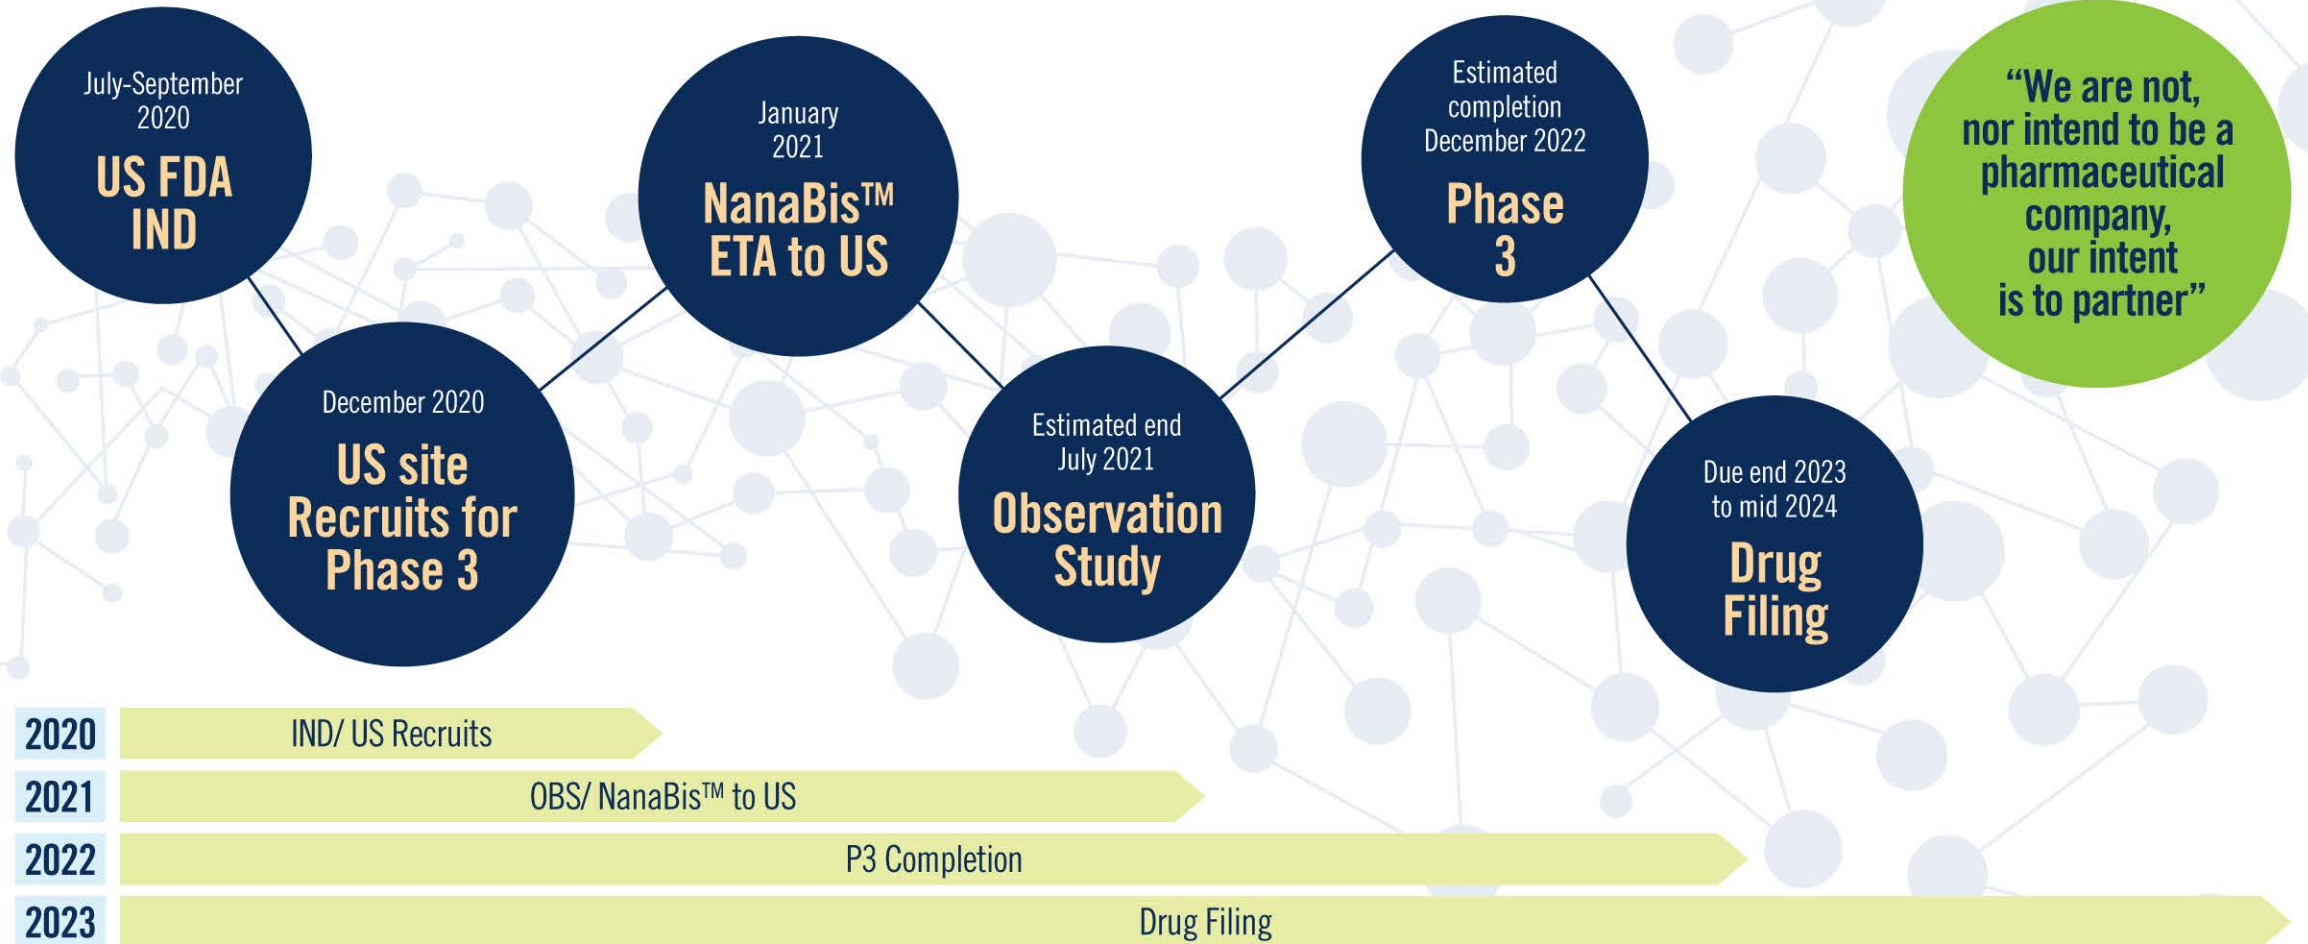 July-September
2020
US FDA
IND
December 2020
US site
Recruits for
Phase 3
January
2021
NanaBis™
ETA to US
Estimated end
July 2021
Observation
Study
Estimated
completion
December 2022
Phase
3
Due end 2023
to mid 2024
Drug
Filing
“We are not,
nor intend to be a
pharmaceutical
company,
our intent
is to partner”
2020 IND/ US Recruits
2021 OBS/ NanaBis™ to US
2022 P3 Completion
2023 Drug Filing